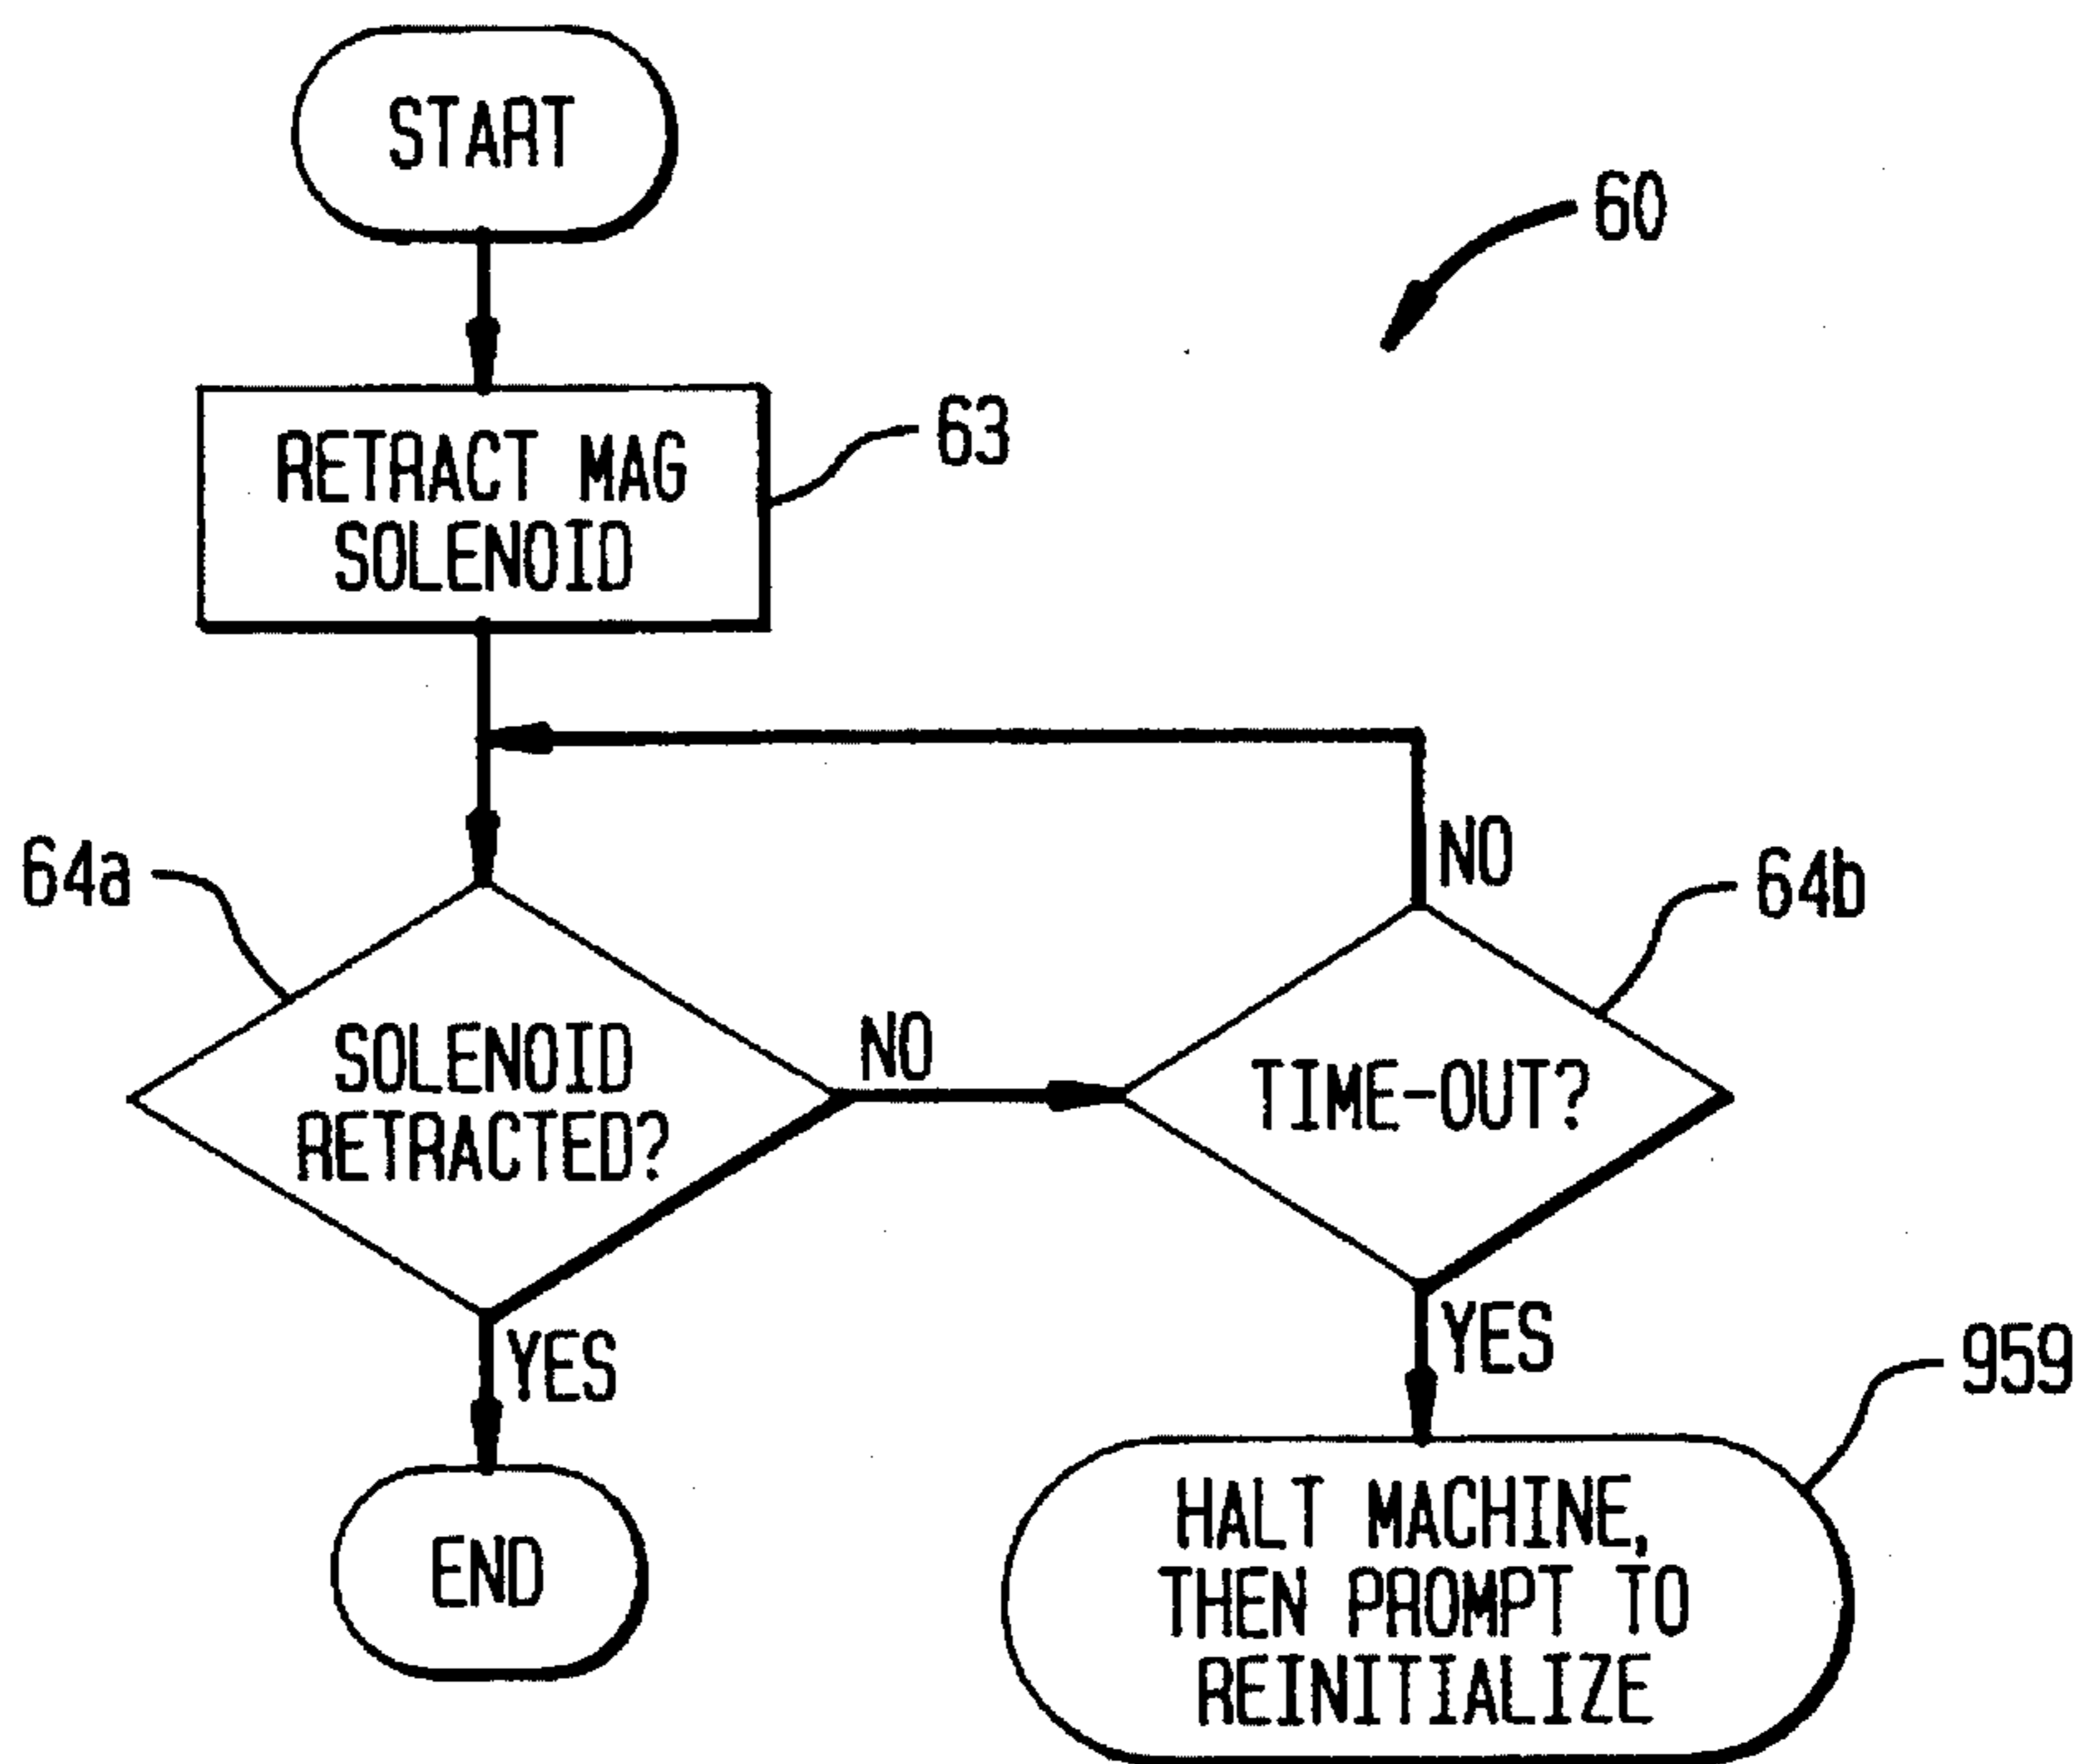 START
60
RETRACT MAG
SOLENOID
63
64a
SOLENOID
RETRACTED?
NO
NO
64b
TIME-OUT?
YES
YES
END
959
HALT MACHINE,
THEN PROMPT TO
REINITIALIZE